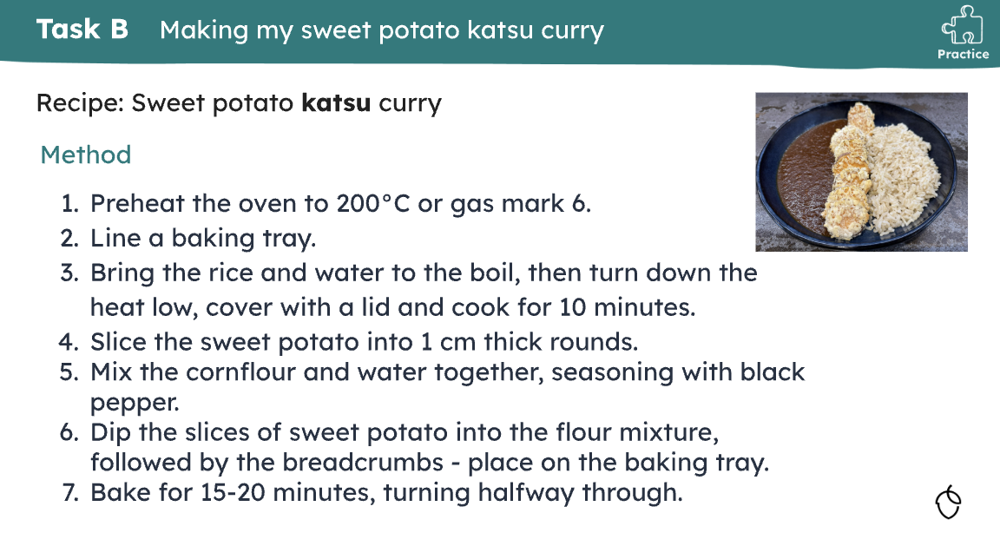 Task B Making my sweet potato katsu curry
Practice
Recipe: Sweet potato katsu curry
Method
1. Preheat the oven to 200°C or gas mark 6.
2. Line a baking tray.
3. Bring the rice and water to the boil, then turn down the
heat low, cover with a lid and cook for 10 minutes.
4. Slice the sweet potato into 1 cm thick rounds.
5. Mix the cornflour and water together, seasoning with black
pepper.
6. Dip the slices of sweet potato into the flour mixture,
followed by the breadcrumbs - place on the baking tray.
7. Bake for 15-20 minutes, turning halfway through.